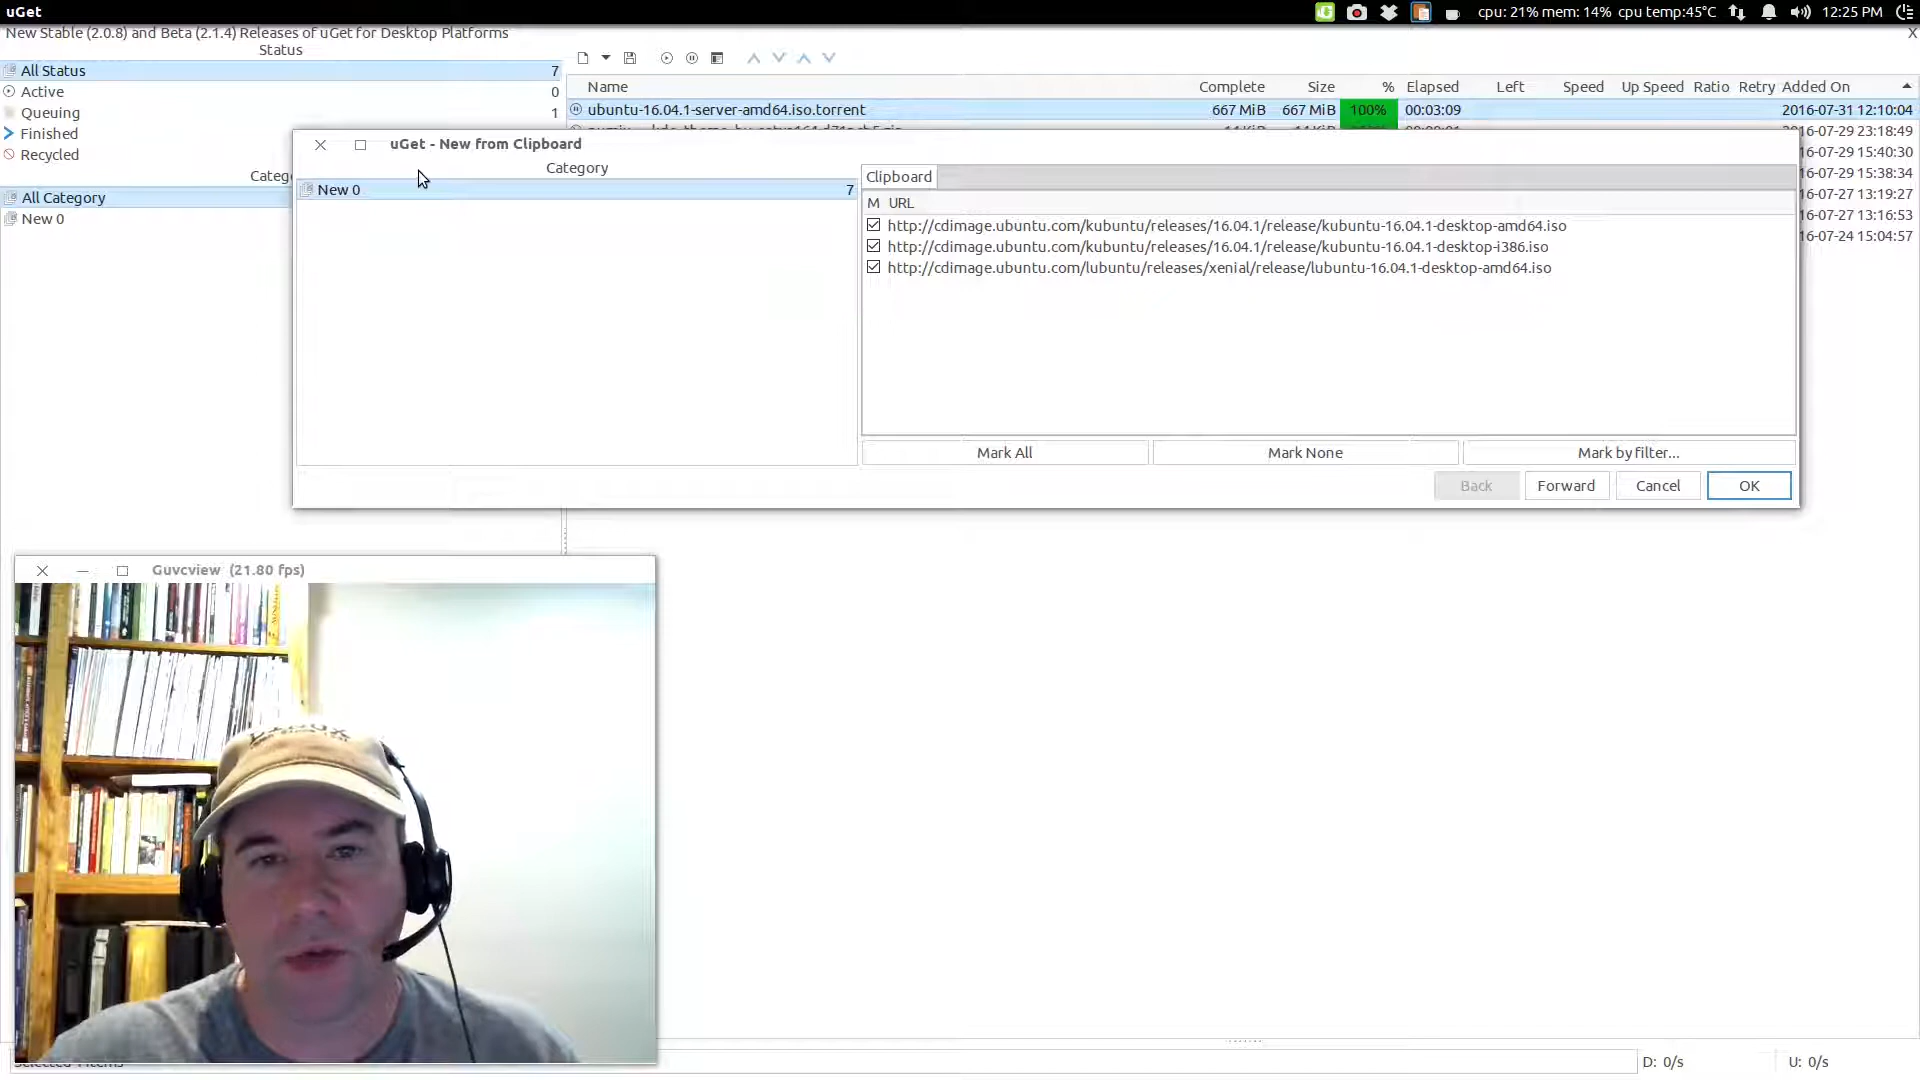 uGet
cpu: 21% mem: 14% cpu temp:45°C
12:25 PM
New Stable (2.0.8) and Beta (2.1.4) Releases of uGet for Desktop Platforms
X
Status
All Status 7
Active 0
Queuing 1
Finished
Recycled
Categ
All Category
New 0
Name Complete Size % Elapsed Left Speed Up Speed Ratio Retry Added On
ubuntu-16.04.1-server-amd64.iso.torrent 667 MiB 667 MiB 100% 00:03:09 2016-07-31 12:10:04
16-07-29 23:18:49
16-07-29 15:40:30
16-07-29 15:38:34
16-07-27 13:19:27
16-07-27 13:16:53
16-07-24 15:04:57
uGet - New from Clipboard
Category
New 0 7
Clipboard
M URL
http://cdimage.ubuntu.com/kubuntu/releases/16.04.1/release/kubuntu-16.04.1-desktop-amd64.iso
http://cdimage.ubuntu.com/kubuntu/releases/16.04.1/release/kubuntu-16.04.1-desktop-i386.iso
http://cdimage.ubuntu.com/lubuntu/releases/xenial/release/lubuntu-16.04.1-desktop-amd64.iso
Mark All Mark None Mark by filter...
Back Forward Cancel OK
Guvcview (21.80 fps)
D: 0/s U: 0/s